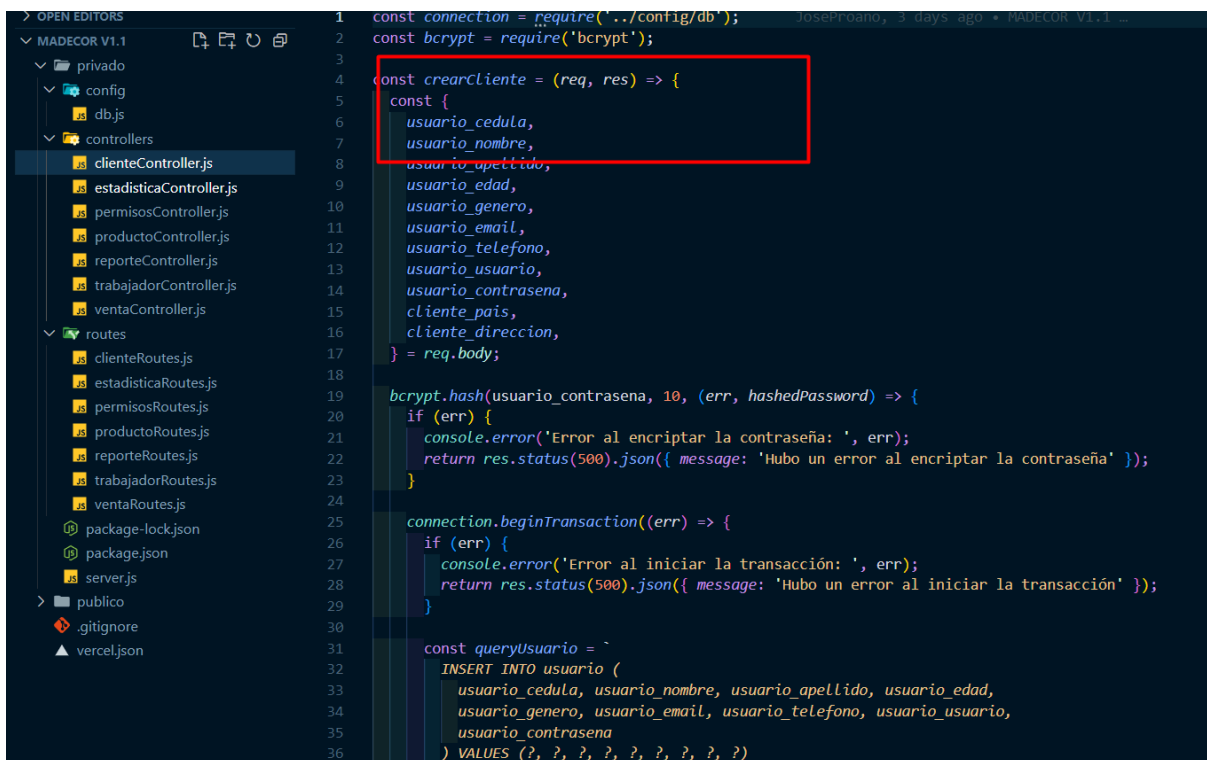 OPEN EDITORS
MADECOR V1.1
privado
config
db.js
controllers
clienteController.js
estadisticaController.js
permisosController.js
productoController.js
reporteController.js
trabajadorController.js
ventaController.js
routes
clienteRoutes.js
estadisticaRoutes.js
permisosRoutes.js
productoRoutes.js
reporteRoutes.js
trabajadorRoutes.js
ventaRoutes.js
package-lock.json
package.json
server.js
publico
.gitignore
vercel.json
1 const connection = require('../config/db'); JoseProano, 3 days ago • MADECOR V1.1 …
2 const bcrypt = require('bcrypt');
3
4 const crearCliente = (req, res) => {
5 const {
6 usuario_cedula,
7 usuario_nombre,
8 usuario_apellido,
9 usuario_edad,
10 usuario_genero,
11 usuario_email,
12 usuario_telefono,
13 usuario_usuario,
14 usuario_contrasena,
15 cliente_pais,
16 cliente_direccion,
17 } = req.body;
18
19 bcrypt.hash(usuario_contrasena, 10, (err, hashedPassword) => {
20 if (err) {
21 console.error('Error al encriptar la contraseña: ', err);
22 return res.status(500).json({ message: 'Hubo un error al encriptar la contraseña' });
23 }
24
25 connection.beginTransaction((err) => {
26 if (err) {
27 console.error('Error al iniciar la transacción: ', err);
28 return res.status(500).json({ message: 'Hubo un error al iniciar la transacción' });
29 }
30
31 const queryUsuario = `
32 INSERT INTO usuario (
33 usuario_cedula, usuario_nombre, usuario_apellido, usuario_edad,
34 usuario_genero, usuario_email, usuario_telefono, usuario_usuario,
35 usuario_contrasena
36 ) VALUES (?, ?, ?, ?, ?, ?, ?, ?, ?)